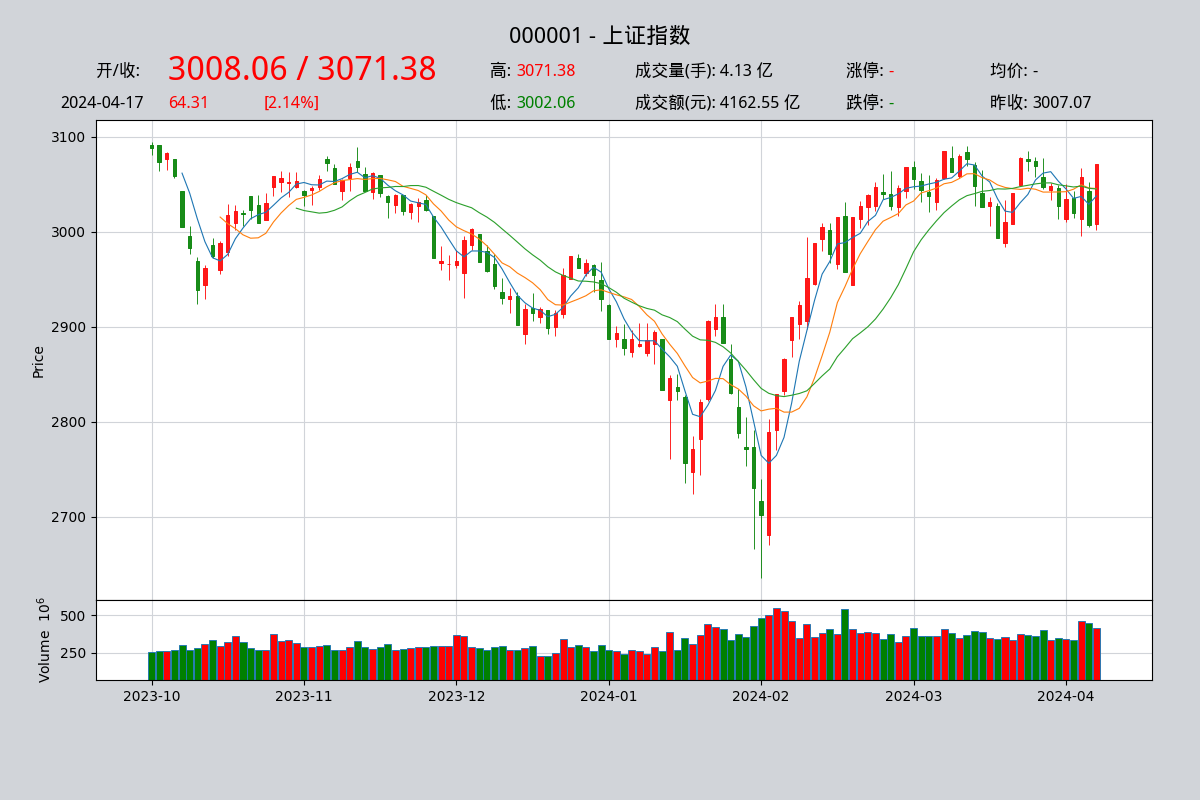 000001 - 上证指数
开/收: 3008.06 / 3071.38 高: 3071.38 成交量(手): 4.13 亿 涨停: - 均价: -
2024-04-17 64.31 [2.14%] 低: 3002.06 成交额(元): 4162.55 亿 跌停: - 昨收: 3007.07
3100
3000
2900
2800
2700
Price
500
250
Volume 10^6
2023-10 2023-11 2023-12 2024-01 2024-02 2024-03 2024-04